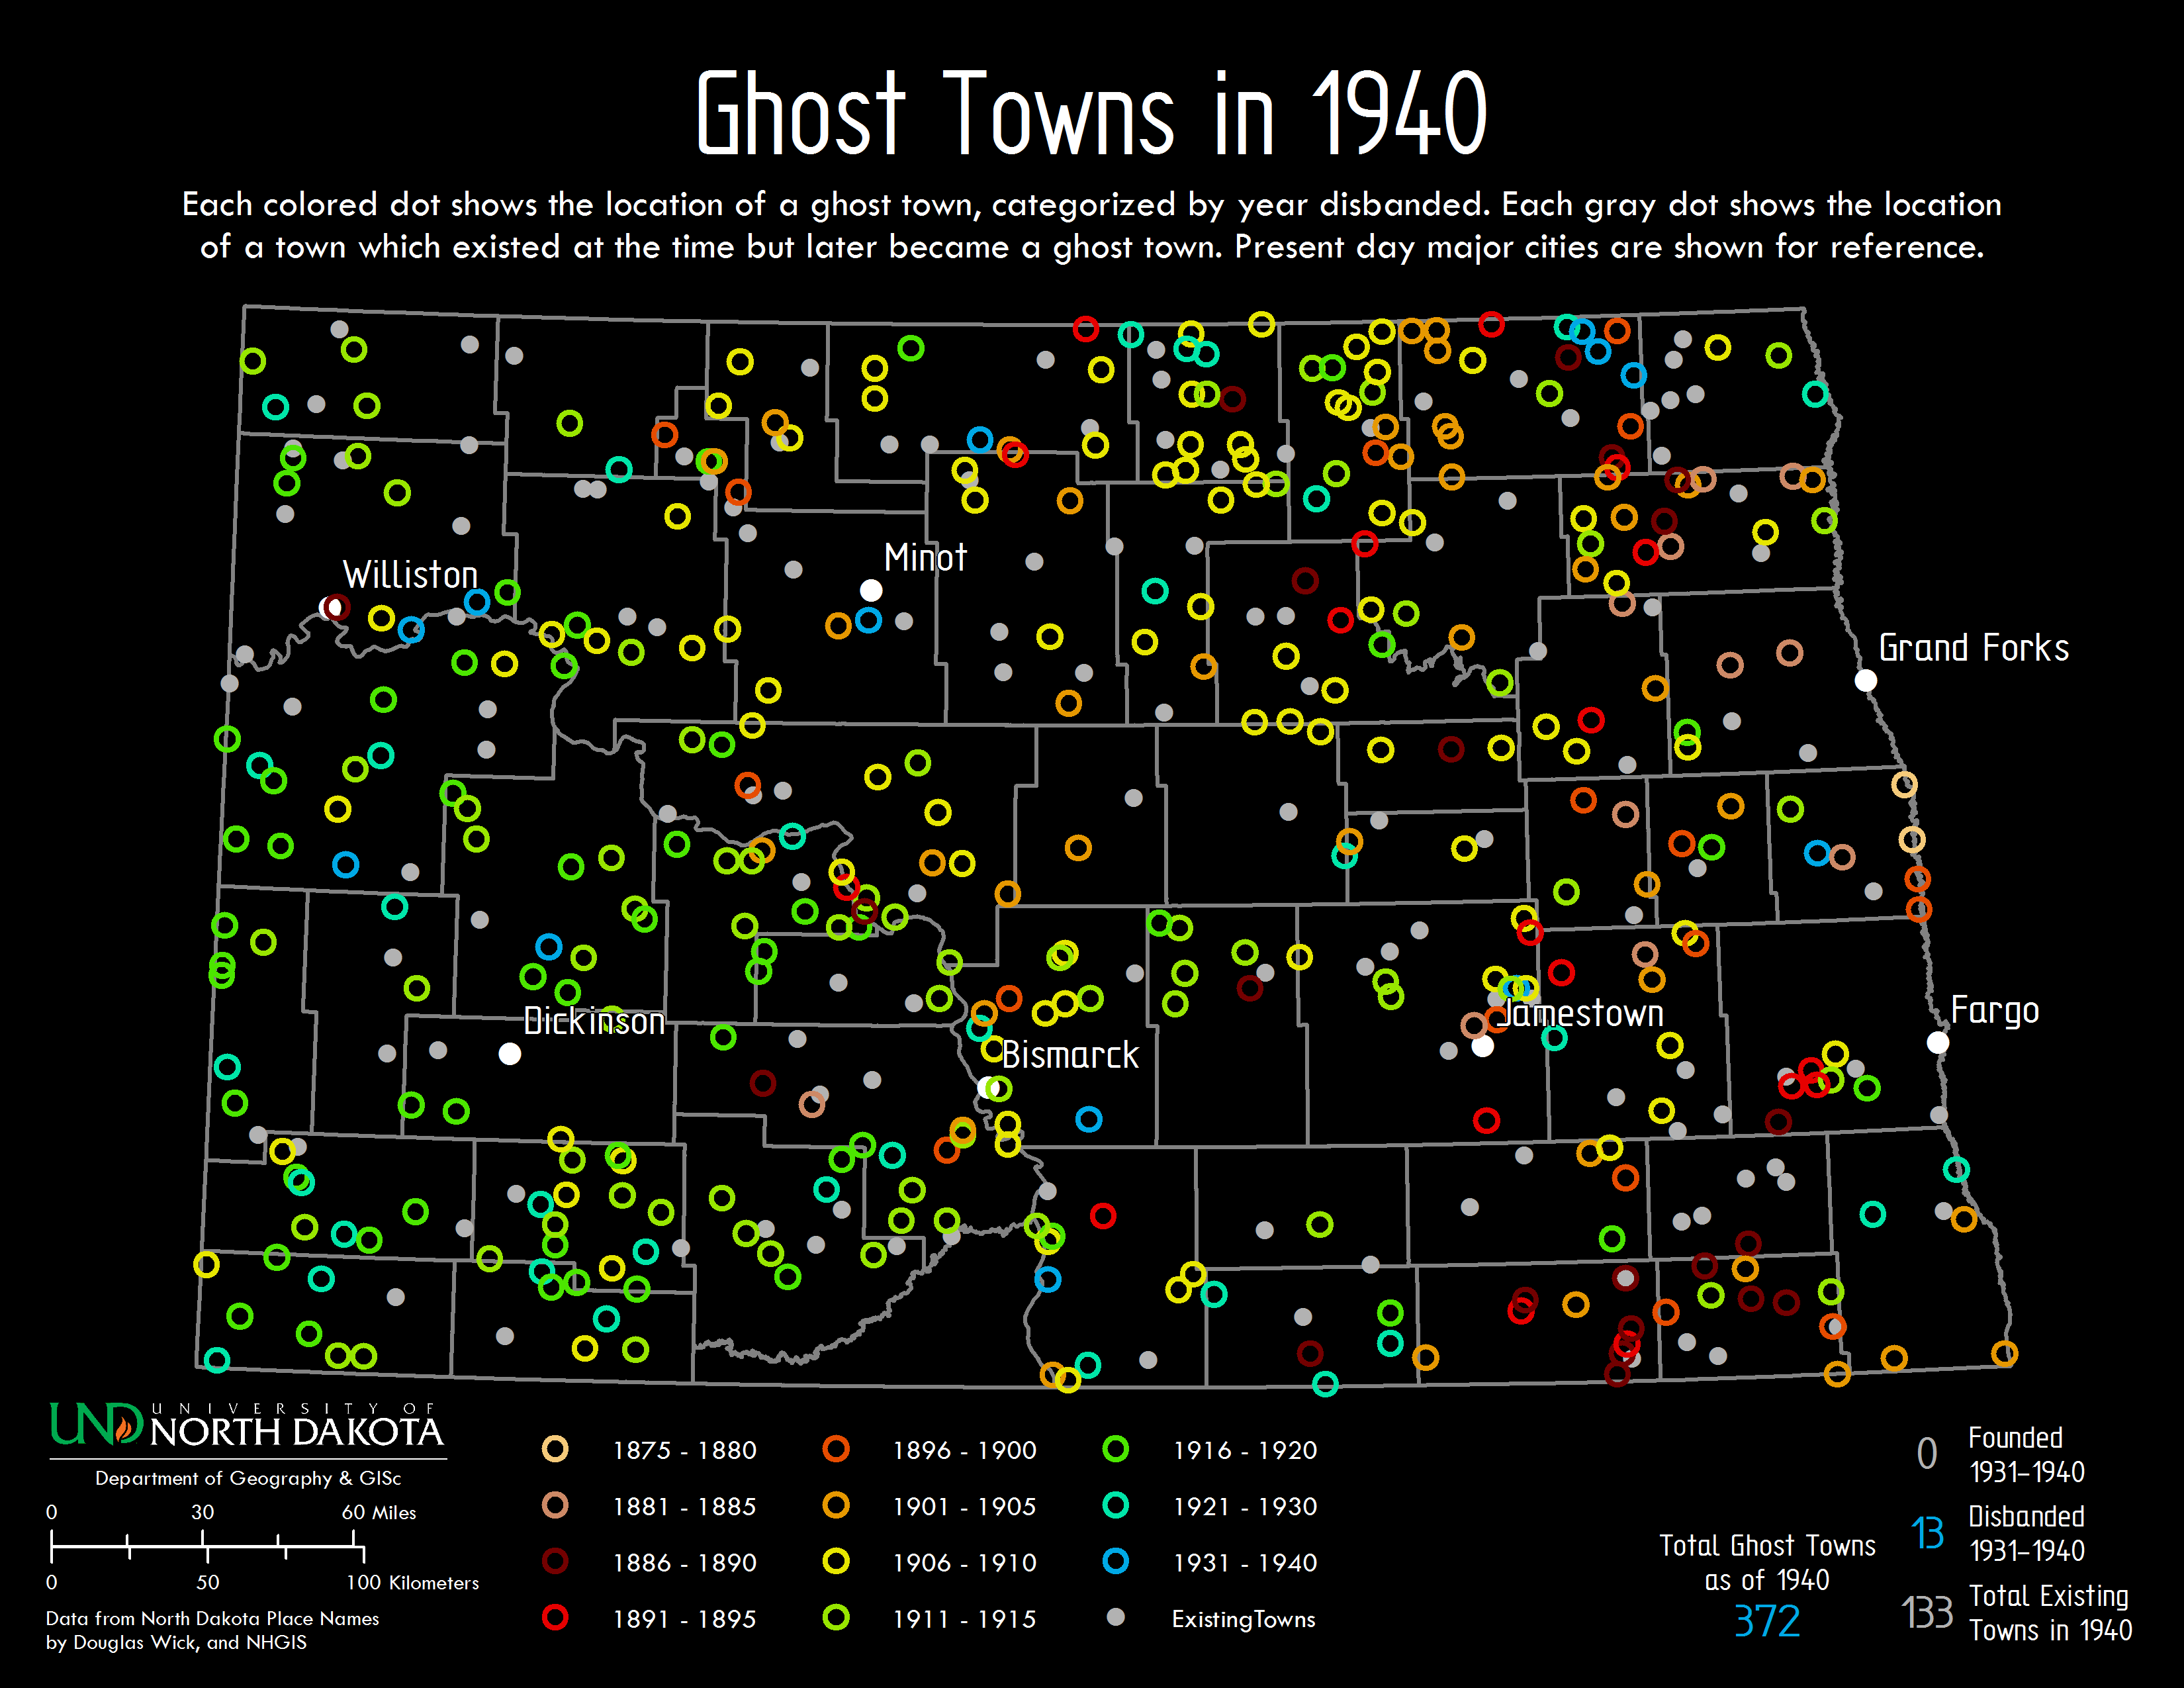 Ghost Towns in 1940
Each colored dot shows the location of a ghost town, categorized by year disbanded. Each gray dot shows the location
of a town which existed at the time but later became a ghost town. Present day major cities are shown for reference.
Minot
Williston
Grand Forks
Dickinson
Jamestown
Fargo
Bismarck
UND UNIVERSITY OF
NORTH DAKOTA
Department of Geography & GISc
0 30 60 Miles
0 50 100 Kilometers
Data from North Dakota Place Names
by Douglas Wick, and NHGIS
1875 - 1880
1881 - 1885
1886 - 1890
1891 - 1895
1896 - 1900
1901 - 1905
1906 - 1910
1911 - 1915
1916 - 1920
1921 - 1930
1931 - 1940
ExistingTowns
Total Ghost Towns
as of 1940
372
0 Founded
1931-1940
13 Disbanded
1931-1940
133 Total Existing
Towns in 1940